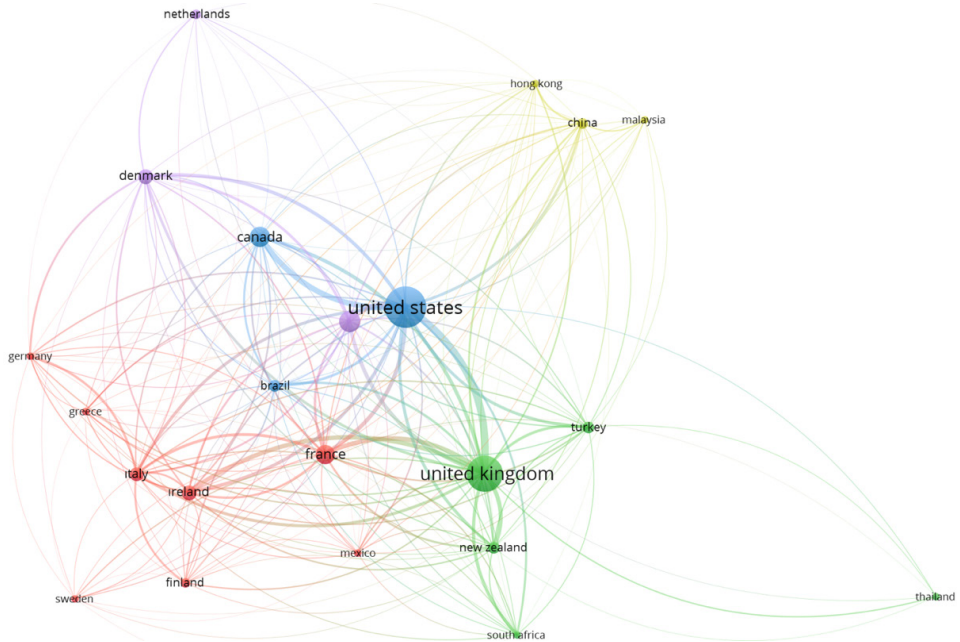 netherlands
hong kong
china
malaysia
denmark
canada
united states
germany
brazil
greece
turkey
france
italy
united kingdom
ireland
new zealand
mexico
finland
sweden
thailand
south africa